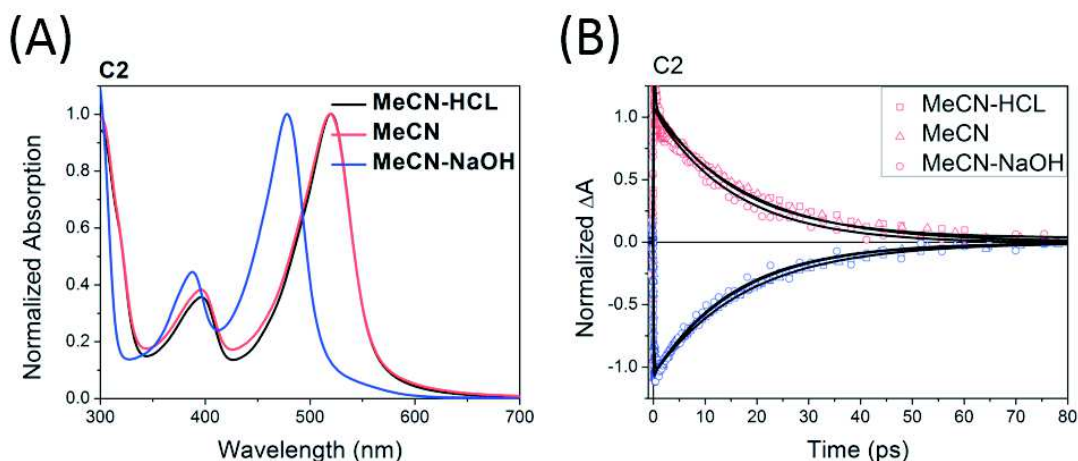 (A)
C2
MeCN-HCL
MeCN
MeCN-NaOH
1.0
0.8
0.6
0.4
0.2
0.0
Normalized Absorption
300
400
500
600
700
Wavelength (nm)
(B)
C2
MeCN-HCL
MeCN
MeCN-NaOH
1.0
0.5
0.0
-0.5
-1.0
Normalized ΔA
0
10
20
30
40
50
60
70
80
Time (ps)